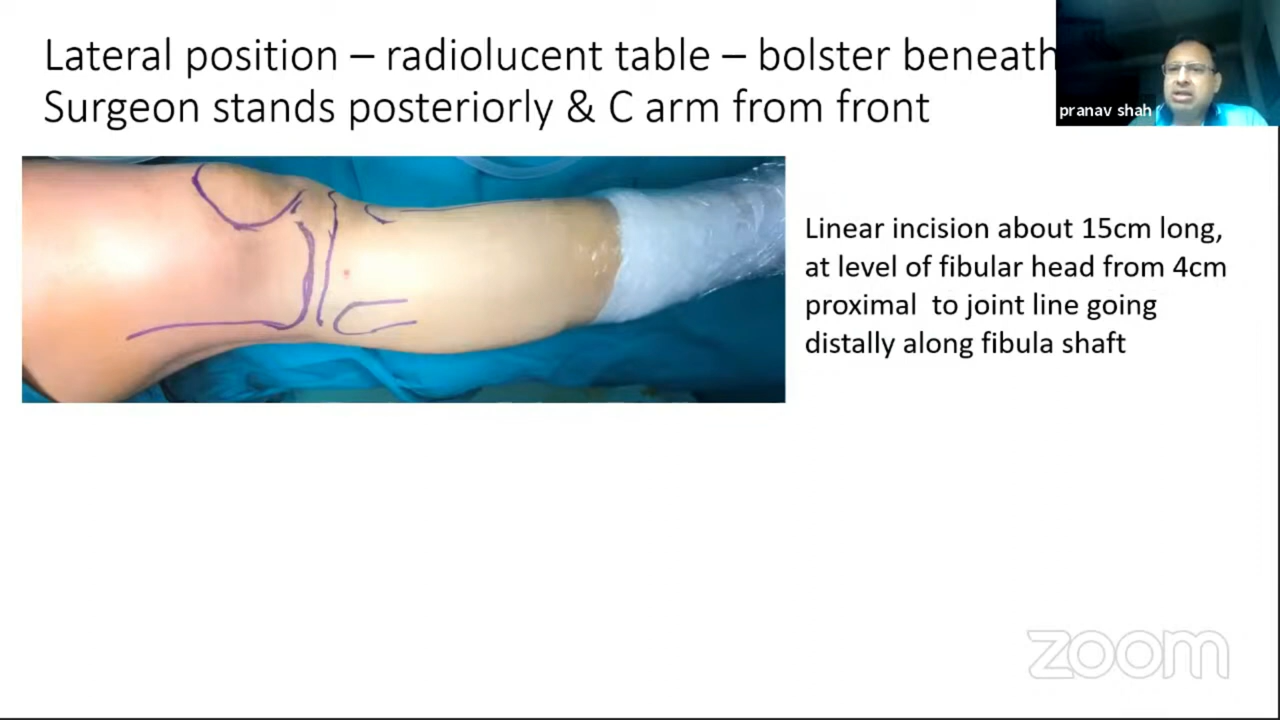 Lateral position – radiolucent table – bolster beneath
Surgeon stands posteriorly & C arm from front
pranav shah
Linear incision about 15cm long,
at level of fibular head from 4cm
proximal  to joint line going
distally along fibula shaft
zoom